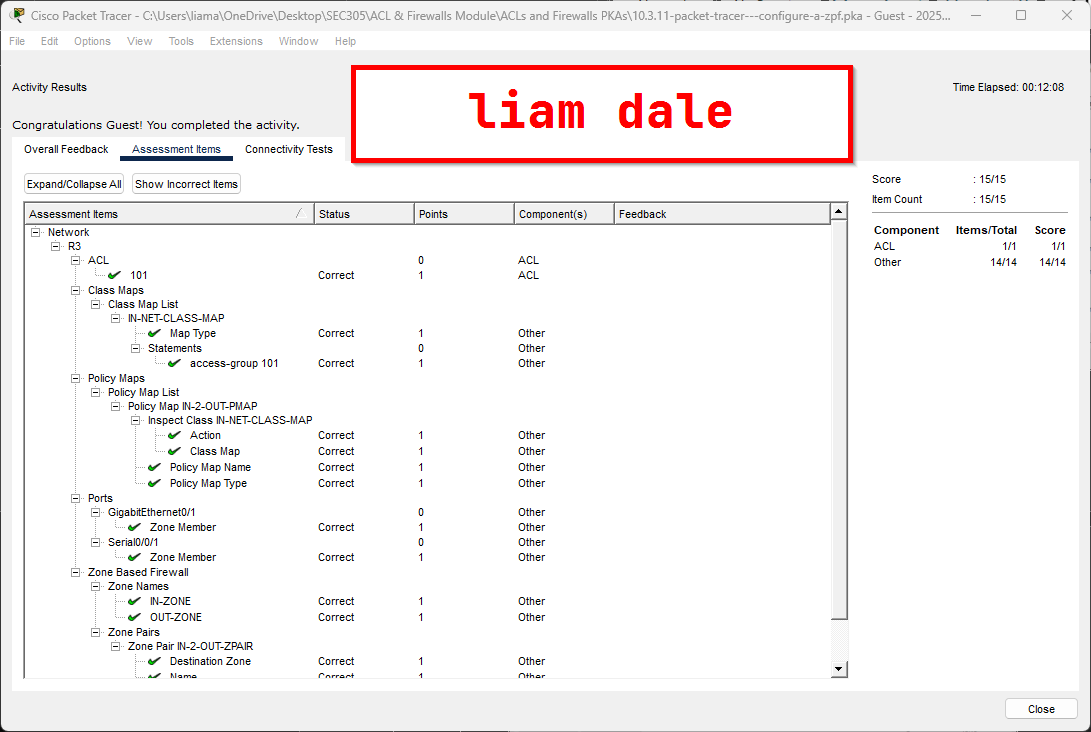 Cisco Packet Tracer - C:\Users\liama\OneDrive\Desktop\SEC305\ACL & Firewalls Module\ACLs and Firewalls PKAs\10.3.11-packet-tracer---configure-a-zpf.pka - Guest - 2025...
File Edit Options View Tools Extensions Window Help
liam dale
Activity Results
Time Elapsed: 00:12:08
Congratulations Guest! You completed the activity.
Overall Feedback Assessment Items Connectivity Tests
Expand/Collapse All Show Incorrect Items
Assessment Items Status Points Component(s) Feedback
Network
R3
ACL 0 ACL
101 Correct 1 ACL
Class Maps
Class Map List
IN-NET-CLASS-MAP
Map Type Correct 1 Other
Statements 0 Other
access-group 101 Correct 1 Other
Policy Maps
Policy Map List
Policy Map IN-2-OUT-PMAP
Inspect Class IN-NET-CLASS-MAP
Action Correct 1 Other
Class Map Correct 1 Other
Policy Map Name Correct 1 Other
Policy Map Type Correct 1 Other
Ports
GigabitEthernet0/1 0 Other
Zone Member Correct 1 Other
Serial0/0/1 0 Other
Zone Member Correct 1 Other
Zone Based Firewall
Zone Names
IN-ZONE Correct 1 Other
OUT-ZONE Correct 1 Other
Zone Pairs
Zone Pair IN-2-OUT-ZPAIR
Destination Zone Correct 1 Other
Name Correct 1 Other
Score : 15/15
Item Count : 15/15
Component Items/Total Score
ACL 1/1 1/1
Other 14/14 14/14
Close